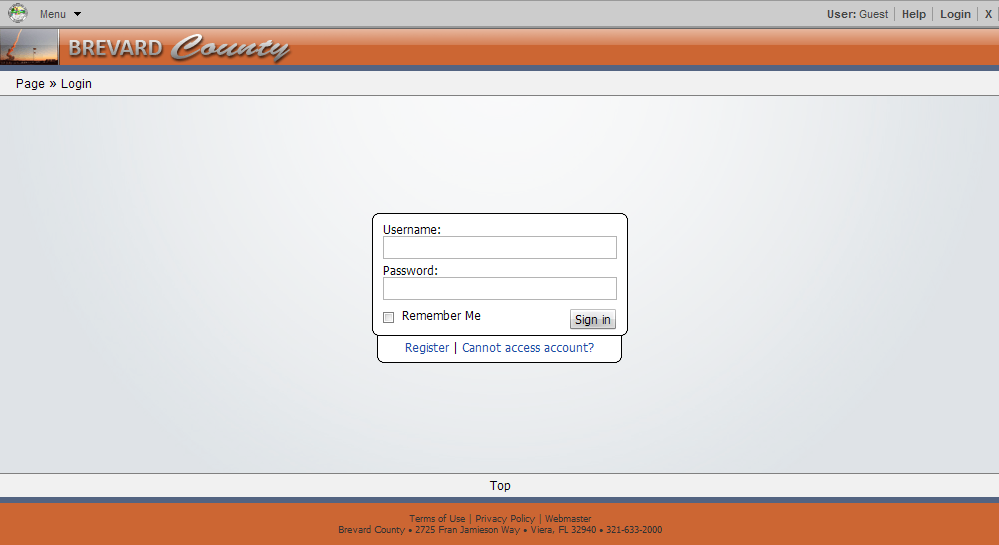 Menu User: Guest | Help | Login | X
BREVARD County
Page » Login
Username:
Password:
Remember Me Sign in
Register | Cannot access account?
Top
Terms of Use | Privacy Policy | Webmaster
Brevard County • 2725 Fran Jamieson Way • Viera, FL 32940 • 321-633-2000